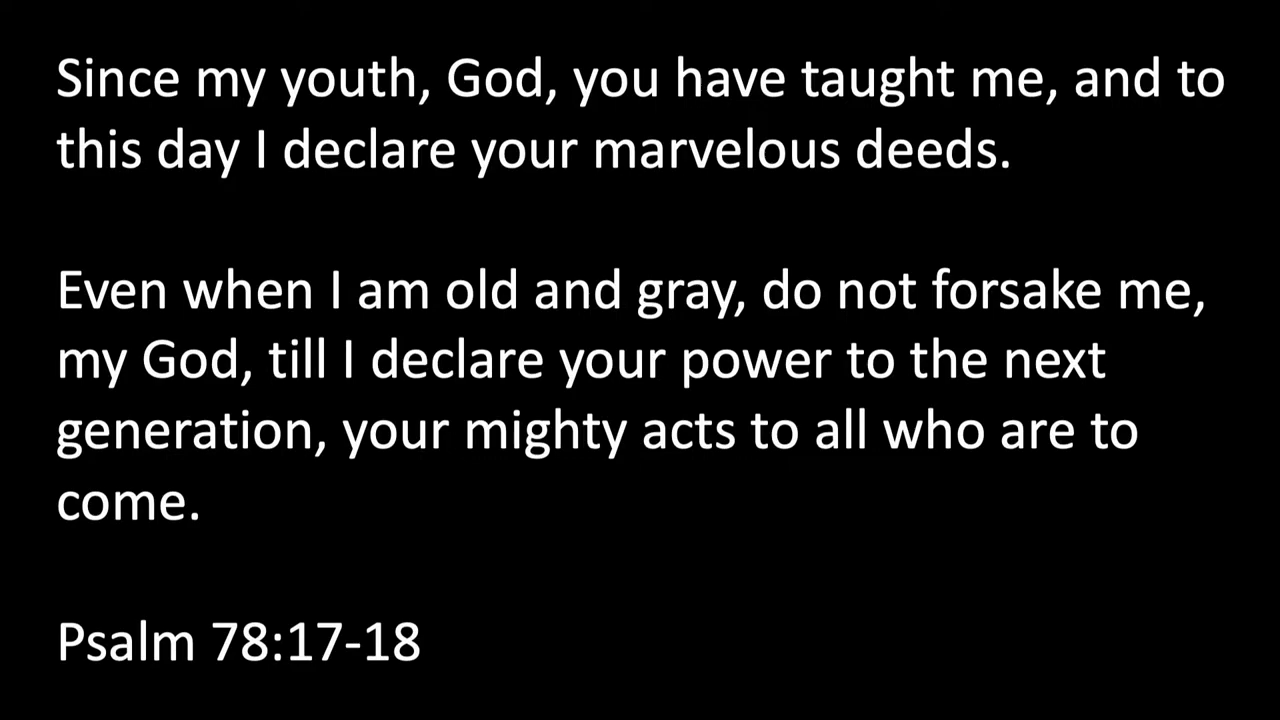 Since my youth, God, you have taught me, and to
this day I declare your marvelous deeds.
Even when I am old and gray, do not forsake me,
my God, till I declare your power to the next
generation, your mighty acts to all who are to
come.
Psalm 78:17-18